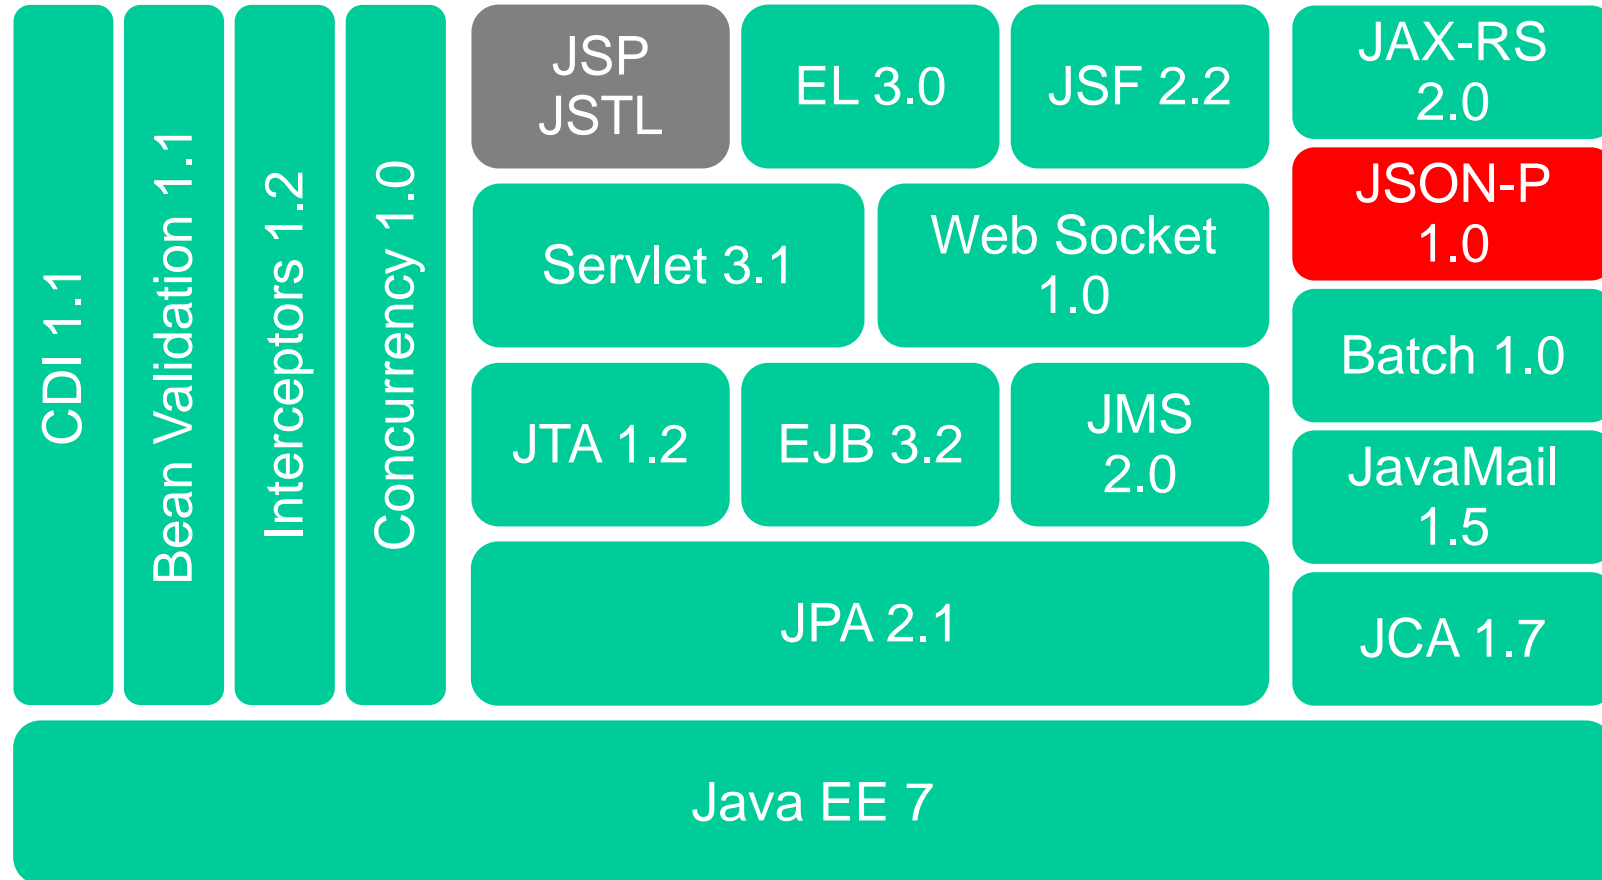 CDI 1.1
Bean Validation 1.1
Interceptors 1.2
Concurrency 1.0
JSP
JSTL
EL 3.0
JSF 2.2
Servlet 3.1
Web Socket
1.0
JTA 1.2
EJB 3.2
JMS
2.0
JPA 2.1
JAX-RS
2.0
JSON-P
1.0
Batch 1.0
JavaMail
1.5
JCA 1.7
Java EE 7